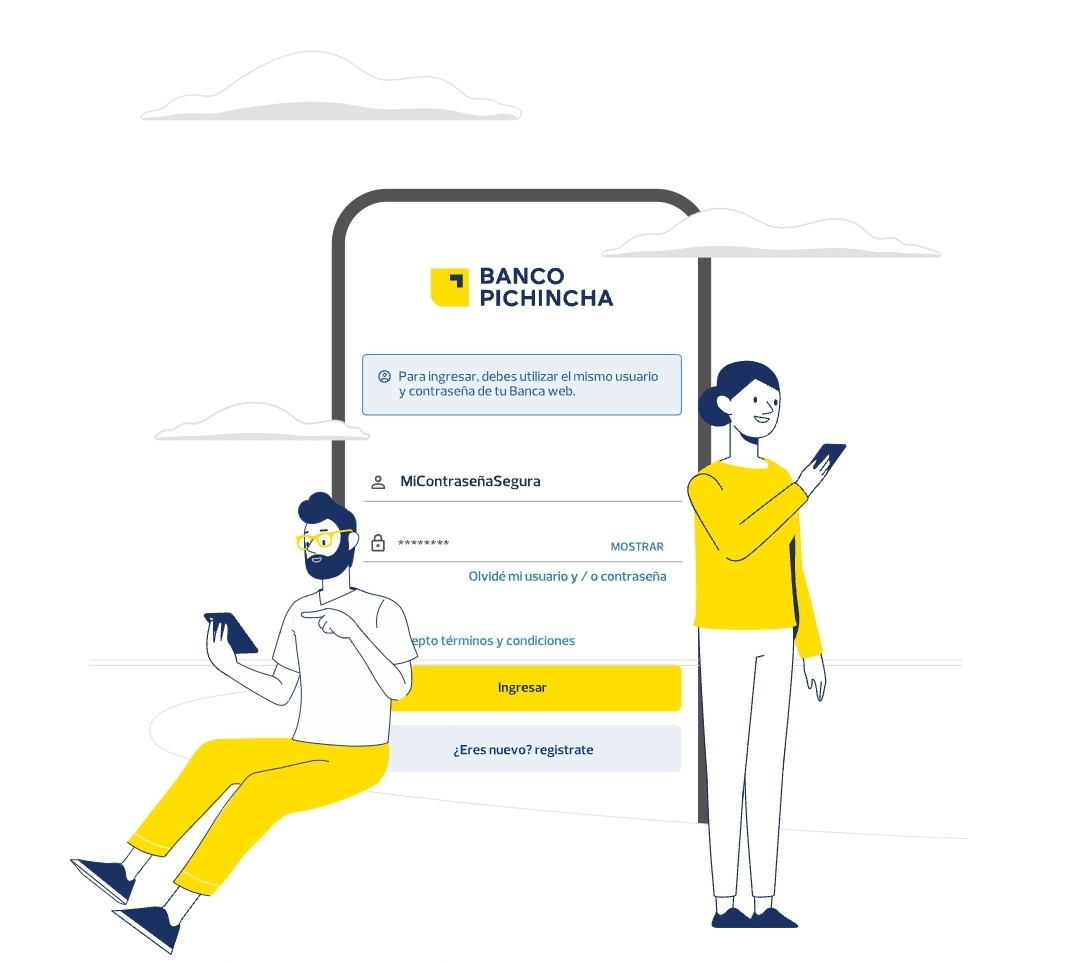 BANCO
PICHINCHA
Para ingresar, debes utilizar el mismo usuario
y contraseña de tu Banca web.
MiContraseñaSegura
********
MOSTRAR
Olvidé mi usuario y / o contraseña
epto términos y condiciones
Ingresar
¿Eres nuevo? registrate